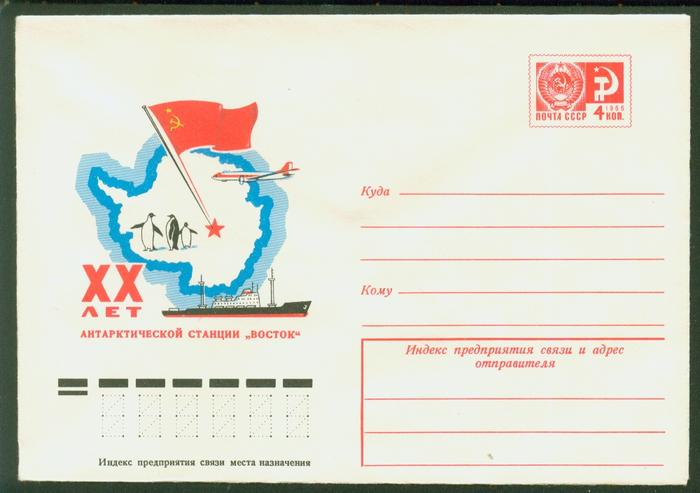 1966
ПОЧТА СССР 4 КОП.
Куда
XX
ЛЕТ
АНТАРКТИЧЕСКОЙ СТАНЦИИ „ВОСТОК“
Кому
Индекс предприятия связи и адрес
отправителя
Индекс предприятия связи места назначения